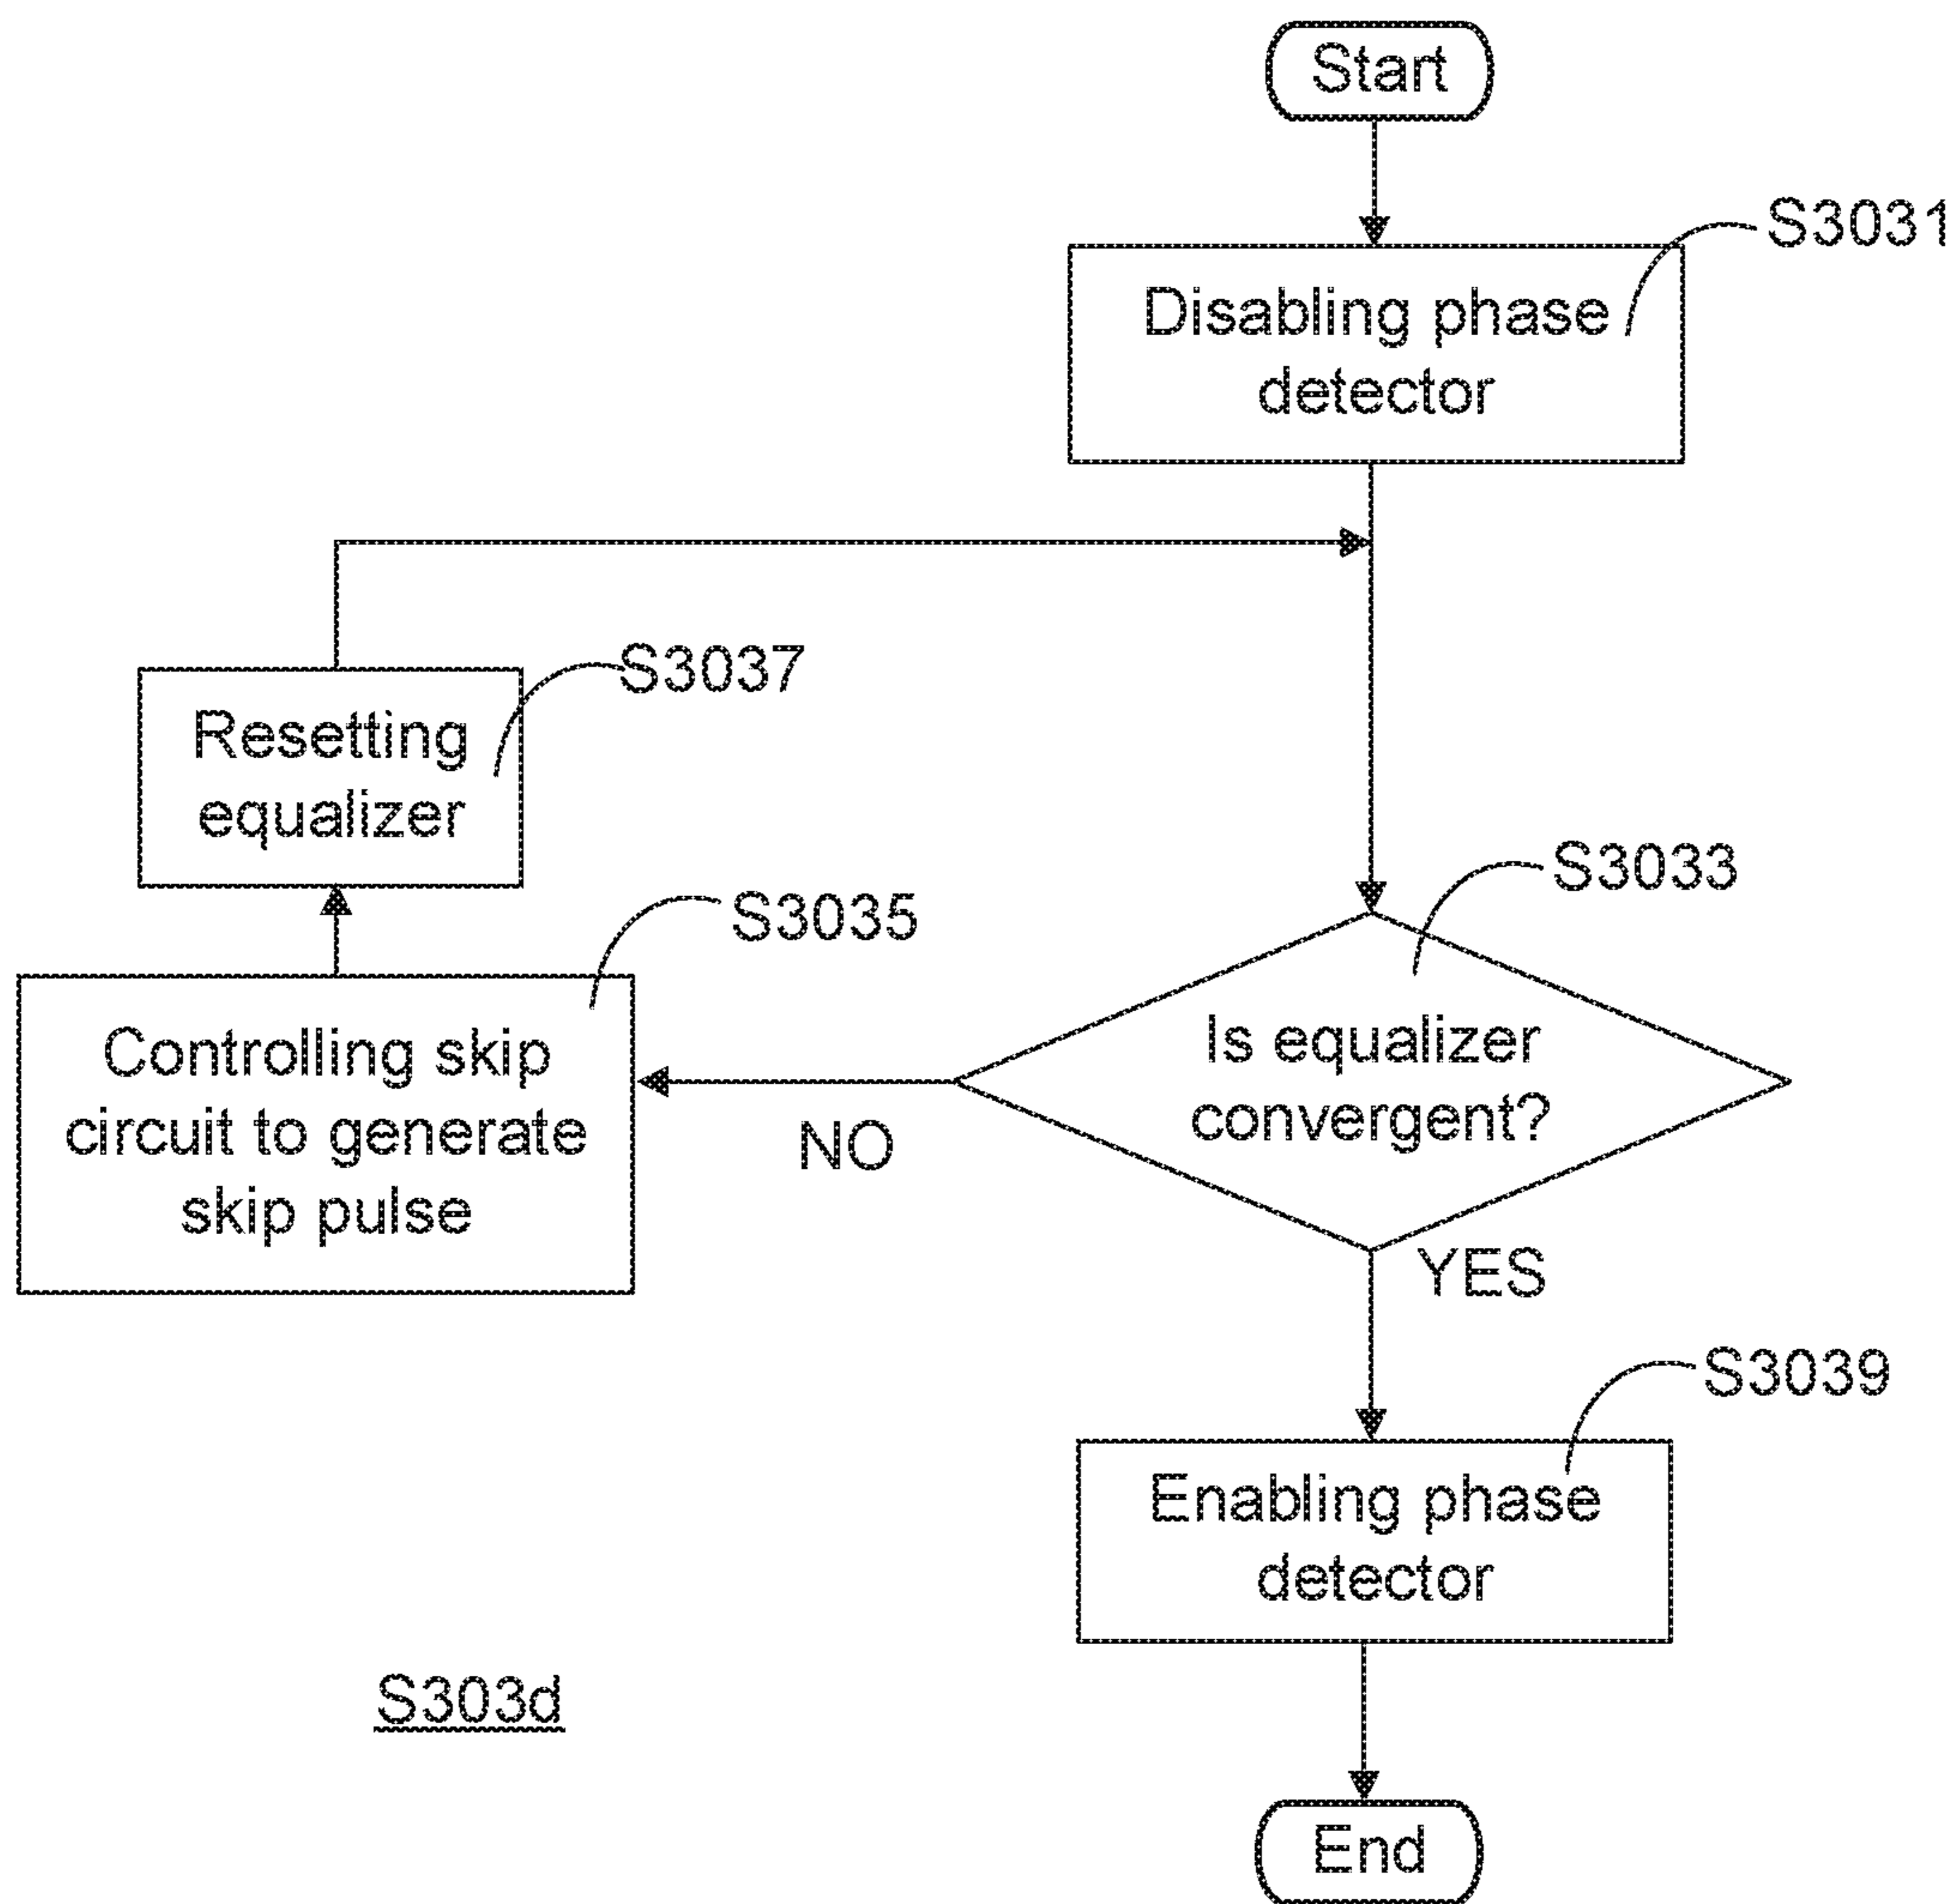 Start
S3031
Disabling phase
detector
S3037
Resetting
equalizer
S3033
S3035
Is equalizer
convergent?
Controlling skip
circuit to generate
skip pulse
NO
YES
S3039
Enabling phase
detector
S303d
End